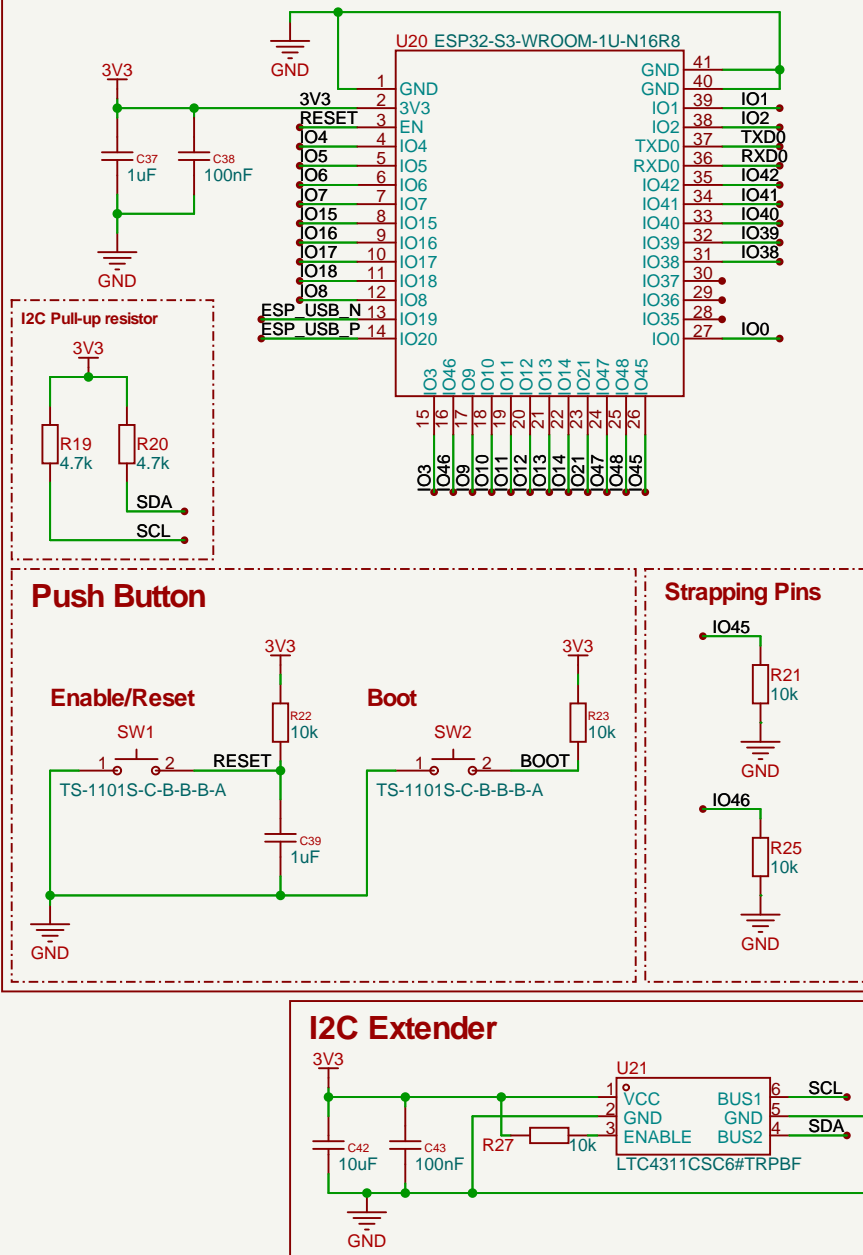 U20 ESP32-S3-WROOM-1U-N16R8
GND
3V3
C37
1uF
C38
100nF
GND
3V3 2 3V3
1 GND
RESET 3 EN
IO4 4 IO4
IO5 5 IO5
IO6 6 IO6
IO7 7 IO7
IO15 8 IO15
IO16 9 IO16
IO17 10 IO17
IO18 11 IO18
IO8 12 IO8
ESP_USB_N 13 IO19
ESP_USB_P 14 IO20
GND 41
GND 40
IO1 39 IO1
IO2 38 IO2
TXD0 37 TXD0
RXD0 36 RXD0
IO42 35 IO42
IO41 34 IO41
IO40 33 IO40
IO39 32 IO39
IO38 31 IO38
IO37 30
IO36 29
IO35 28
IO0 27 IO0
IO3 IO46 IO9 IO10 IO11 IO12 IO13 IO14 IO21 IO47 IO48 IO45
15 16 17 18 19 20 21 22 23 24 25 26
IO3 IO46 IO9 IO10 IO11 IO12 IO13 IO14 IO21 IO47 IO48 IO45
I2C Pull-up resistor
3V3
R19
4.7k
R20
4.7k
SDA
SCL
Push Button
Enable/Reset
3V3
R22
10k
SW1
1 2
RESET
TS-1101S-C-B-B-B-A
C39
1uF
GND
Boot
3V3
R23
10k
SW2
1 2
BOOT
TS-1101S-C-B-B-B-A
Strapping Pins
IO45
R21
10k
GND
IO46
R25
10k
GND
I2C Extender
3V3
C42
10uF
C43
100nF
GND
R27 10k
U21
1 VCC BUS1 6 SCL
2 GND GND 5
3 ENABLE BUS2 4 SDA
LTC4311CSC6#TRPBF